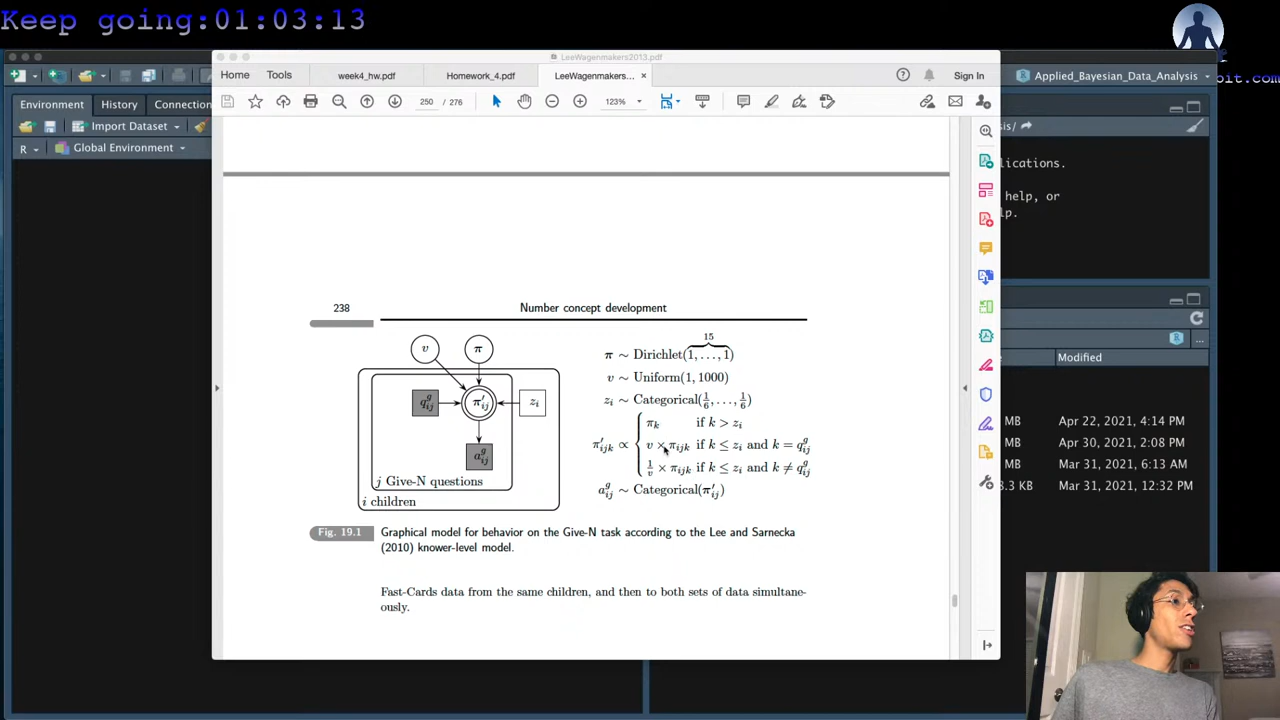 Keep going:01:03:13
LeeWagenmakers2013.pdf
Home Tools week4_hw.pdf Homework_4.pdf LeeWagenmakers... × Sign In
Applied_Bayesian_Data_Analysis
oit.com
250 / 276 123%
Environment History Connection
Import Dataset
R Global Environment
lications.
help, or
lp.
238 Number concept development
v π
q^g_ij π′_ij z_i
a^g_ij
j Give-N questions
i children
15
π ∼ Dirichlet(1, . . . , 1)
v ∼ Uniform(1, 1000)
z_i ∼ Categorical(1/6, . . . , 1/6)
π_k if k > z_i
π′_ijk ∝ v × π_ijk if k ≤ z_i and k = q^g_ij
1/v × π_ijk if k ≤ z_i and k ≠ q^g_ij
a^g_ij ∼ Categorical(π′_ij)
Fig. 19.1 Graphical model for behavior on the Give-N task according to the Lee and Sarnecka
(2010) knower-level model.
Fast-Cards data from the same children, and then to both sets of data simultane-
ously.
Modified
MB Apr 22, 2021, 4:14 PM
MB Apr 30, 2021, 2:08 PM
MB Mar 31, 2021, 6:13 AM
8.3 KB Mar 31, 2021, 12:32 PM